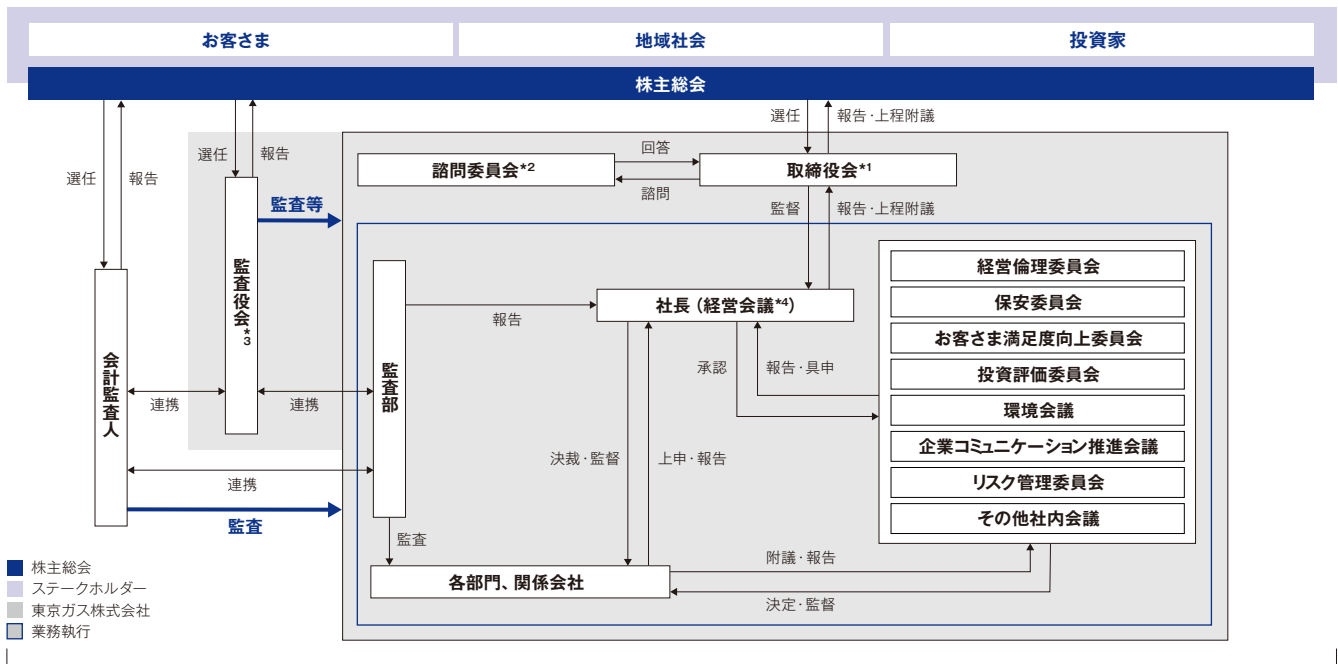 お客さま
地域社会
投資家
株主総会
選任
報告
選任
報告
選任
報告・上程附議
諮問委員会*2
回答
諮問
取締役会*1
監査等
監督
報告・上程附議
監査役会*3
会計監査人
監査部
報告
社長（経営会議*4）
経営倫理委員会
保安委員会
お客さま満足度向上委員会
投資評価委員会
環境会議
企業コミュニケーション推進会議
リスク管理委員会
その他社内会議
承認
報告・具申
連携
連携
連携
決裁・監督
上申・報告
監査
監査
各部門、関係会社
附議・報告
決定・監督
株主総会
ステークホルダー
東京ガス株式会社
業務執行